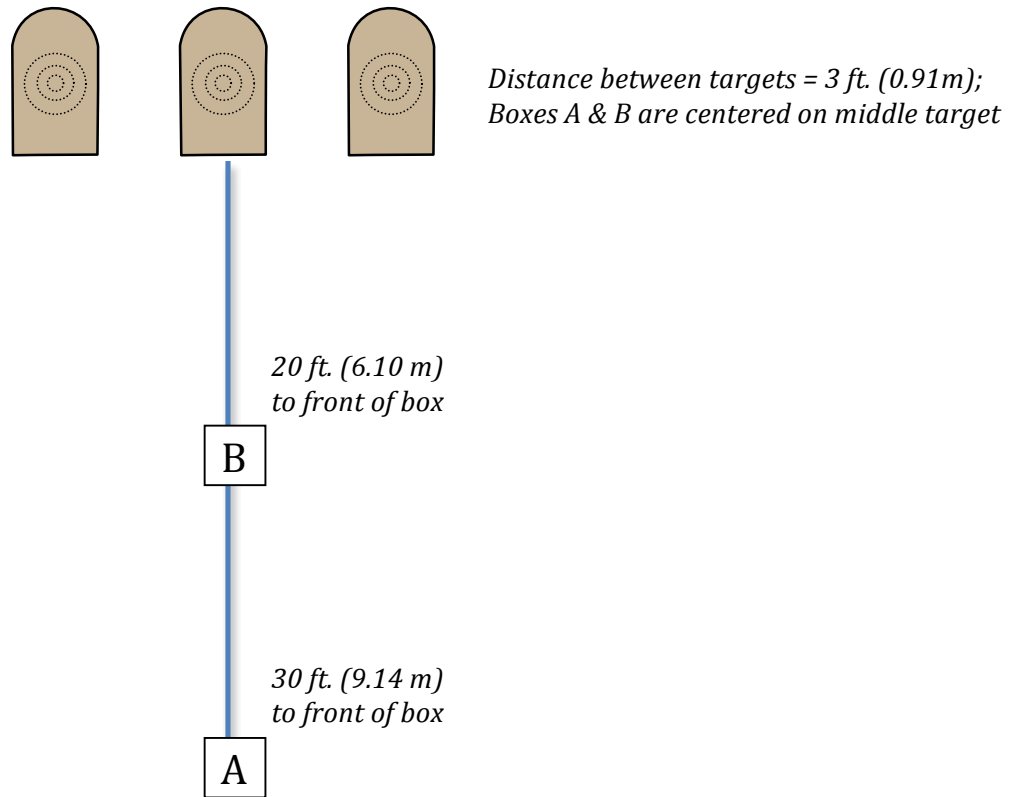 Distance between targets = 3 ft. (0.91m);
Boxes A & B are centered on middle target
20 ft. (6.10 m)
to front of box
B
30 ft. (9.14 m)
to front of box
A